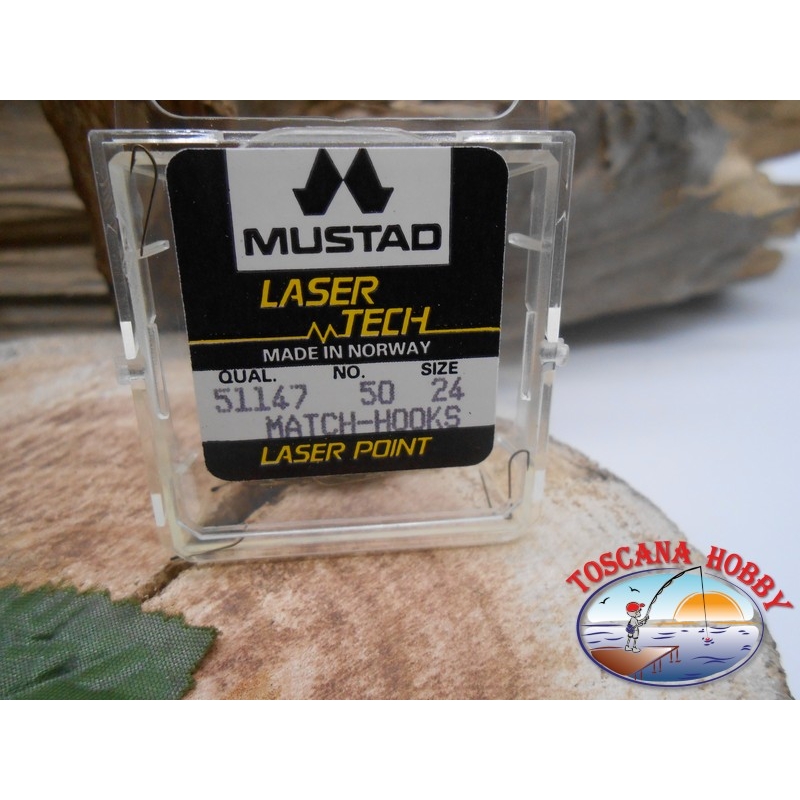 MUSTAD
LASER
TECH
MADE IN NORWAY
QUAL. NO. SIZE
51147 50 24
MATCH-HOOKS
LASER POINT
TOSCANA HOBBY